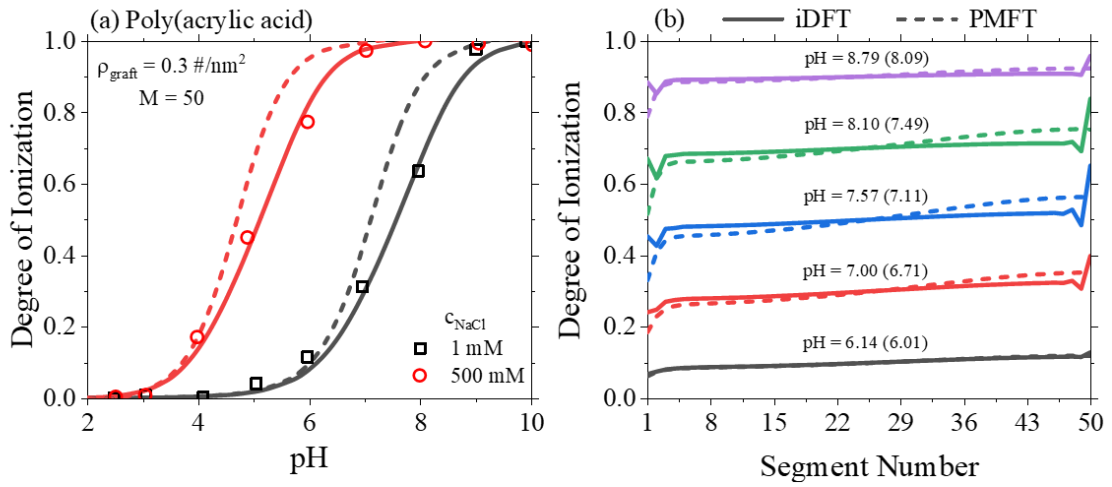 (a) Poly(acrylic acid)
ρgraft = 0.3 #/nm²
M = 50
cNaCl
1 mM
500 mM
Degree of Ionization
1.0
0.8
0.6
0.4
0.2
0.0
2 4 6 8 10
pH
(b) iDFT PMFT
pH = 8.79 (8.09)
pH = 8.10 (7.49)
pH = 7.57 (7.11)
pH = 7.00 (6.71)
pH = 6.14 (6.01)
Degree of Ionization
1.0
0.8
0.6
0.4
0.2
0.0
1 8 15 22 29 36 43 50
Segment Number